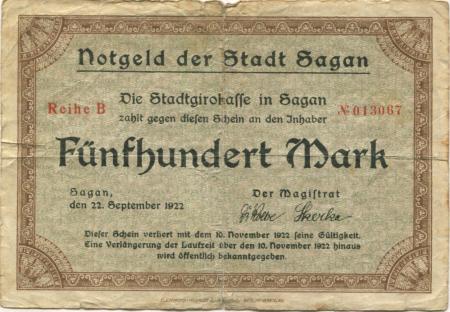 Notgeld der Stadt Sagan
Die Stadtgirokasse in Sagan
Reihe B
№ 013067
zahlt gegen diesen Schein an den Inhaber
Fünfhundert Mark
Sagan,
den 22. September 1922
Der Magistrat
Dieser Schein verliert mit dem 10. November 1922 seine Gültigkeit.
Eine Verlängerung der Laufzeit über den 10. November 1922 hinaus
wird öffentlich bekanntgegeben.